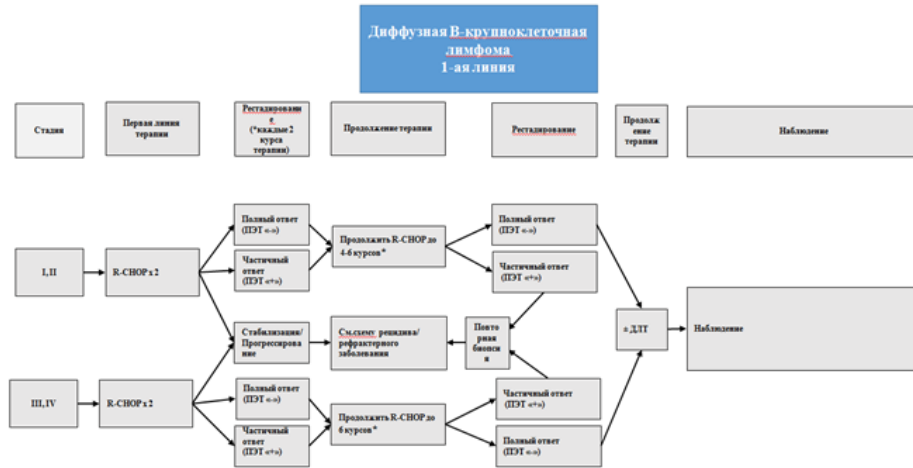 Диффузная В-крупноклеточная
лимфома
1-ая линия
Стадии
Первая линия
терапии
Рестадировани
е
(*каждые 2
курса
терапии)
Продолжение терапии
Рестадирование
Продолж
ение
терапии
Наблюдение
I, II
R-CHOP x 2
Полный ответ
(ПЭТ «-»)
Частичный
ответ
(ПЭТ «+»)
Продолжить R-CHOP до
4-6 курсов*
Полный ответ
(ПЭТ «-»)
Частичный ответ
(ПЭТ «+»)
Стабилизация/
Прогрессирова
ние
См.схему рецидива/
рефрактерного
заболевания
Повто
рная
биопси
я
± ДЛТ
Наблюдение
III, IV
R-CHOP x 2
Полный ответ
(ПЭТ «-»)
Частичный
ответ
(ПЭТ «+»)
Продолжить R-CHOP до
6 курсов*
Частичный ответ
(ПЭТ «+»)
Полный ответ
(ПЭТ «-»)